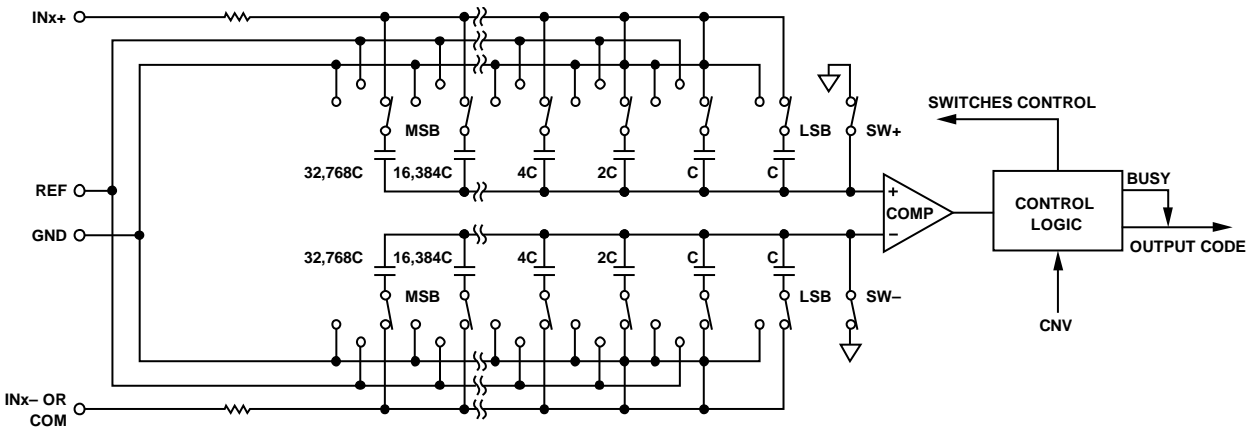 INx+
SWITCHES CONTROL
MSB
LSB
SW+
32,768C
16,384C
4C
2C
C
C
REF
BUSY
+
COMP
–
CONTROL
LOGIC
GND
OUTPUT CODE
32,768C
16,384C
4C
2C
C
C
MSB
LSB
SW–
CNV
INx– OR
COM